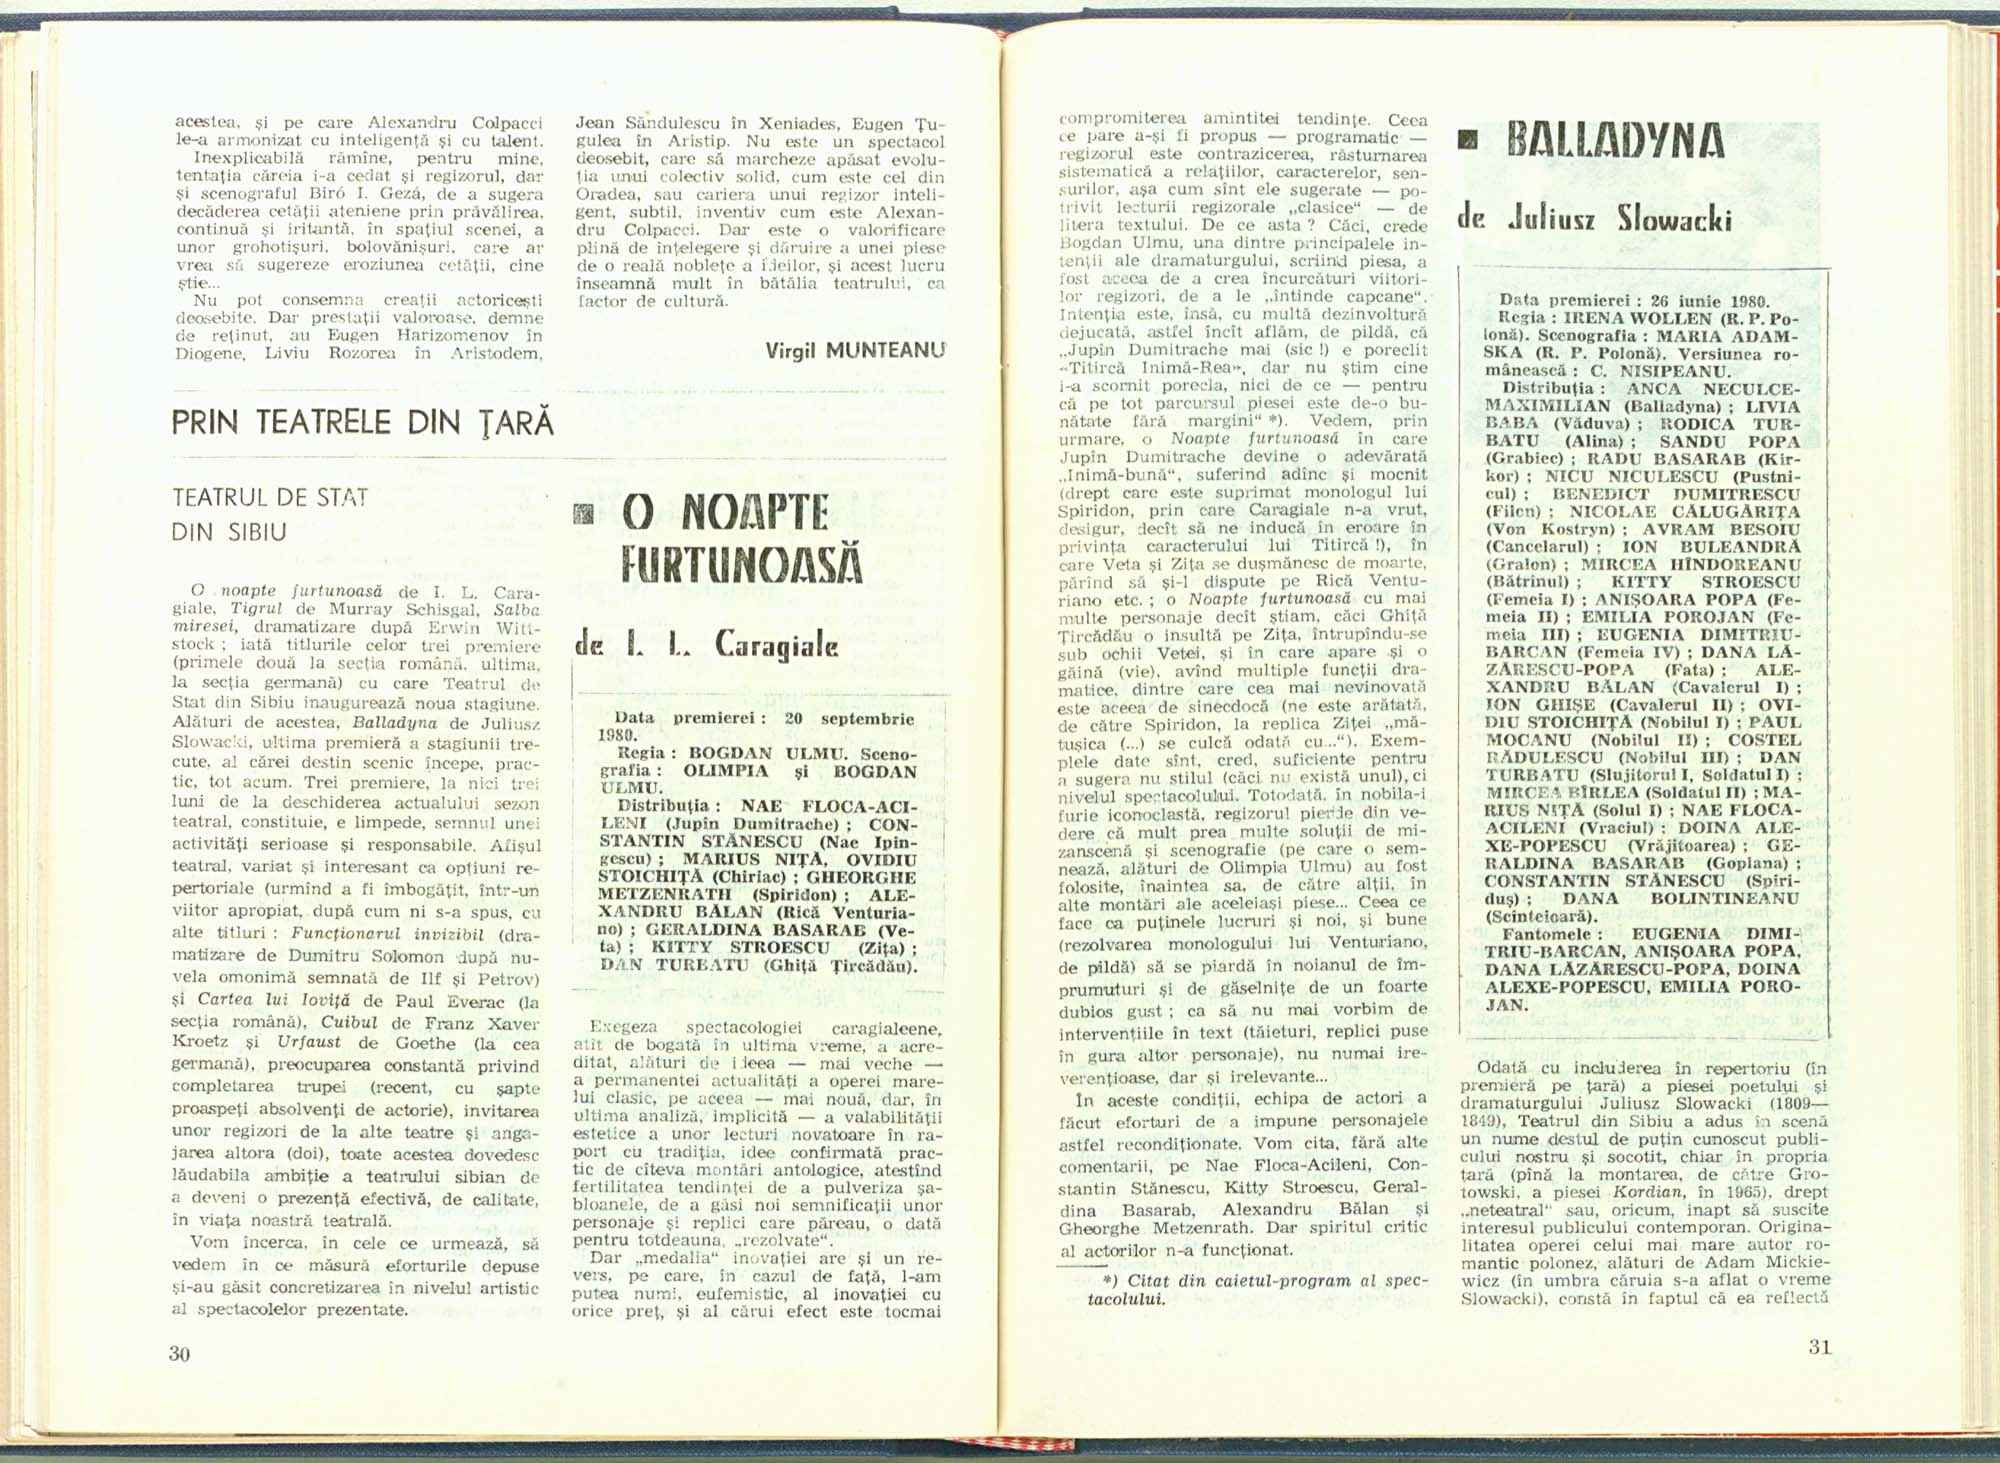 acestea, și pe care Alexandru Colpacci
le-a armonizat cu inteligență și cu talent.
Inexplicabilă rămîne, pentru mine,
tentația căreia i-a cedat și regizorul, dar
și scenograful Biró I. Gezá, de a sugera
decăderea cetății ateniene prin prăvălirea,
continuă și iritantă, în spațiul scenei, a
unor grohotișuri, bolovănișuri, care ar
vrea să sugereze eroziunea cetății, cine
știe...
Nu pot consemna creații actoricești
deosebite. Dar prestații valoroase, demne
de reținut, au Eugen Harizomenov în
Diogene, Liviu Rozorea în Aristodem,
Jean Săndulescu în Xeniades, Eugen Țu-
gulea în Aristip. Nu este un spectacol
deosebit, care să marcheze apăsat evolu-
ția unui colectiv solid, cum este cel din
Oradea, sau cariera unui regizor inteli-
gent, subtil, inventiv cum este Alexan-
dru Colpacci. Dar este o valorificare
plină de înțelegere și dăruire a unei piese
de o reală noblețe a ideilor, și acest lucru
înseamnă mult în bătălia teatrului, ca
factor de cultură.
Virgil MUNTEANU
PRIN TEATRELE DIN ȚARĂ
TEATRUL DE STAT
DIN SIBIU
O noapte furtunoasă de I. L. Cara-
giale, Tigrul de Murray Schisgal, Salba
miresei, dramatizare după Erwin Witt-
stock ; iată titlurile celor trei premiere
(primele două la secția română, ultima,
la secția germană) cu care Teatrul de
Stat din Sibiu inaugurează noua stagiune.
Alături de acestea, Balladyna de Juliusz
Slowacki, ultima premieră a stagiunii tre-
cute, al cărei destin scenic începe, prac-
tic, tot acum. Trei premiere, la nici trei
luni de la deschiderea actualului sezon
teatral, constituie, e limpede, semnul unei
activități serioase și responsabile. Afișul
teatral, variat și interesant ca opțiuni re-
pertoriale (urmînd a fi îmbogățit, într-un
viitor apropiat, după cum ni s-a spus, cu
alte titluri : Funcționarul invizibil (dra-
matizare de Dumitru Solomon după nu-
vela omonimă semnată de Ilf și Petrov)
și Cartea lui Ioviță de Paul Everac (la
secția română), Cuibul de Franz Xaver
Kroetz și Urfaust de Goethe (la cea
germană), preocuparea constantă privind
completarea trupei (recent, cu șapte
proaspeți absolvenți de actorie), invitarea
unor regizori de la alte teatre și anga-
jarea altora (doi), toate acestea dovedesc
lăudabila ambiție a teatrului sibian de
a deveni o prezență efectivă, de calitate,
în viața noastră teatrală.
Vom încerca, în cele ce urmează, să
vedem în ce măsură eforturile depuse
și-au găsit concretizarea în nivelul artistic
al spectacolelor prezentate.
30
■ O NOAPTE
FURTUNOASĂ
de I. L. Caragiale
Data premierei : 20 septembrie
1980.
Regia : BOGDAN ULMU. Sceno-
grafia : OLIMPIA și BOGDAN
ULMU.
Distribuția : NAE FLOCA-ACI-
LENI (Jupîn Dumitrache) ; CON-
STANTIN STĂNESCU (Nae Ipin-
gescu) ; MARIUS NIȚĂ, OVIDIU
STOICHIȚĂ (Chiriac) ; GHEORGHE
METZENRATH (Spiridon) ; ALE-
XANDRU BĂLAN (Rică Venturia-
no) ; GERALDINA BASARAB (Ve-
ta) ; KITTY STROESCU (Zița) ;
DAN TURBATU (Ghiță Țircădău).
Exegeza spectacologiei caragialeene,
atît de bogată în ultima vreme, a acre-
ditat, alături de ideea — mai veche —
a permanentei actualități a operei mare-
lui clasic, pe aceea — mai nouă, dar, în
ultima analiză, implicită — a valabilității
estetice a unor lecturi novatoare în ra-
port cu tradiția, idee confirmată prac-
tic de cîteva montări antologice, atestînd
fertilitatea tendinței de a pulveriza șa-
bloanele, de a găsi noi semnificații unor
personaje și replici care păreau, o dată
pentru totdeauna, „rezolvate“.
Dar „medalia“ inovației are și un re-
vers, pe care, în cazul de față, l-am
putea numi, eufemistic, al inovației cu
orice preț, și al cărui efect este tocmai
compromiterea amintitei tendințe. Ceea
ce pare a-și fi propus — programatic —
regizorul este contrazicerea, răsturnarea
sistematică a relațiilor, caracterelor, sen-
surilor, așa cum sînt ele sugerate — po-
trivit lecturii regizorale „clasice“ — de
litera textului. De ce asta ? Căci, crede
Bogdan Ulmu, una dintre principalele in-
tenții ale dramaturgului, scriind piesa, a
fost aceea de a crea încurcături viitori-
lor regizori, de a le „întinde capcane“.
Intenția este, însă, cu multă dezinvoltură
dejucată, astfel încît aflăm, de pildă, că
„Jupîn Dumitrache mai (sic !) e poreclit
«Titircă Inimă-Rea», dar nu știm cine
i-a scornit porecla, nici de ce — pentru
că pe tot parcursul piesei este de-o bu-
nătate fără margini“ *). Vedem, prin
urmare, o Noapte furtunoasă în care
Jupîn Dumitrache devine o adevărată
„Inimă-bună“, suferind adînc și mocnit
(drept care este suprimat monologul lui
Spiridon, prin care Caragiale n-a vrut,
desigur, decît să ne inducă în eroare în
privința caracterului lui Titircă !), în
care Veta și Zița se dușmănesc de moarte,
părînd să și-l dispute pe Rică Ventu-
riano etc. ; o Noapte furtunoasă cu mai
multe personaje decît știam, căci Ghiță
Țircădău o insultă pe Zița, întrupîndu-se
sub ochii Vetei, și în care apare și o
găină (vie), avînd multiple funcții dra-
matice, dintre care cea mai nevinovată
este aceea de sinecdocă (ne este arătată,
de către Spiridon, la replica Ziței „mă-
tușica (...) se culcă odată cu...“). Exem-
plele date sînt, cred, suficiente pentru
a sugera nu stilul (căci nu există unul), ci
nivelul spectacolului. Totodată, în nobila-i
furie iconoclastă, regizorul pierde din ve-
dere că mult prea multe soluții de mi-
zanscenă și scenografie (pe care o sem-
nează, alături de Olimpia Ulmu) au fost
folosite, înaintea sa, de către alții, în
alte montări ale aceleiași piese... Ceea ce
face ca puținele lucruri și noi, și bune
(rezolvarea monologului lui Venturiano,
de pildă) să se piardă în noianul de îm-
prumuturi și de găselnițe de un foarte
dubios gust ; ca să nu mai vorbim de
intervențiile în text (tăieturi, replici puse
în gura altor personaje), nu numai ire-
verențioase, dar și irelevante...
În aceste condiții, echipa de actori a
făcut eforturi de a impune personajele
astfel recondiționate. Vom cita, fără alte
comentarii, pe Nae Floca-Acileni, Con-
stantin Stănescu, Kitty Stroescu, Geral-
dina Basarab, Alexandru Bălan și
Gheorghe Metzenrath. Dar spiritul critic
al actorilor n-a funcționat.
*) Citat din caietul-program al spec-
tacolului.
■ BALLADYNA
de Juliusz Slowacki
Data premierei : 26 iunie 1980.
Regia : IRENA WOLLEN (R. P. Po-
lonă). Scenografia : MARIA ADAM-
SKA (R. P. Polonă). Versiunea ro-
mânească : C. NISIPEANU.
Distribuția : ANCA NECULCE-
MAXIMILIAN (Balladyna) ; LIVIA
BABA (Văduva) ; RODICA TUR-
BATU (Alina) ; SANDU POPA
(Grabiec) ; RADU BASARAB (Kir-
kor) ; NICU NICULESCU (Pustni-
cul) ; BENEDICT DUMITRESCU
(Filon) ; NICOLAE CĂLUGĂRIȚA
(Von Kostryn) ; AVRAM BESOIU
(Cancelarul) ; ION BULEANDRĂ
(Gralon) ; MIRCEA HÎNDOREANU
(Bătrînul) ; KITTY STROESCU
(Femeia I) ; ANIȘOARA POPA (Fe-
meia II) ; EMILIA POROJAN (Fe-
meia III) ; EUGENIA DIMITRIU-
BARCAN (Femeia IV) ; DANA LĂ-
ZĂRESCU-POPA (Fata) ; ALE-
XANDRU BĂLAN (Cavalerul I) ;
ION GHIȘE (Cavalerul II) ; OVI-
DIU STOICHIȚĂ (Nobilul I) ; PAUL
MOCANU (Nobilul II) ; COSTEL
RĂDULESCU (Nobilul III) ; DAN
TURBATU (Slujitorul I, Soldatul I) ;
MIRCEA BÎRLEA (Soldatul II) ; MA-
RIUS NIȚĂ (Solul I) ; NAE FLOCA-
ACILENI (Vraciul) ; DOINA ALE-
XE-POPESCU (Vrăjitoarea) ; GE-
RALDINA BASARAB (Goplana) ;
CONSTANTIN STĂNESCU (Spiri-
duș) ; DANA BOLINTINEANU
(Scînteioară).
Fantomele : EUGENIA DIMI-
TRIU-BARCAN, ANIȘOARA POPA,
DANA LĂZĂRESCU-POPA, DOINA
ALEXE-POPESCU, EMILIA PORO-
JAN.
Odată cu includerea în repertoriu (în
premieră pe țară) a piesei poetului și
dramaturgului Juliusz Slowacki (1809—
1849), Teatrul din Sibiu a adus în scenă
un nume destul de puțin cunoscut publi-
cului nostru și socotit, chiar în propria
țară (pînă la montarea, de către Gro-
towski, a piesei Kordian, în 1965), drept
„neteatral“ sau, oricum, inapt să suscite
interesul publicului contemporan. Origina-
litatea operei celui mai mare autor ro-
mantic polonez, alături de Adam Mickie-
wicz (în umbra căruia s-a aflat o vreme
Slowacki), constă în faptul că ea reflectă
31